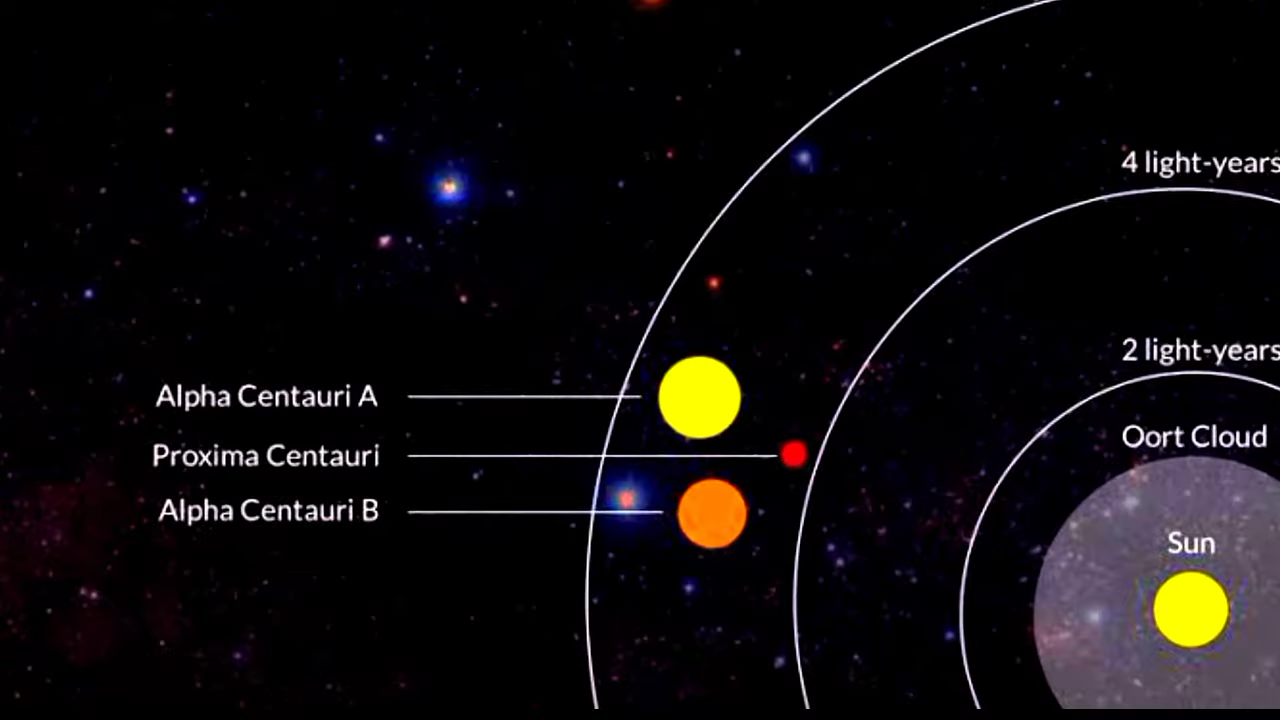 4 light-years
2 light-years
Alpha Centauri A
Oort Cloud
Proxima Centauri
Alpha Centauri B
Sun